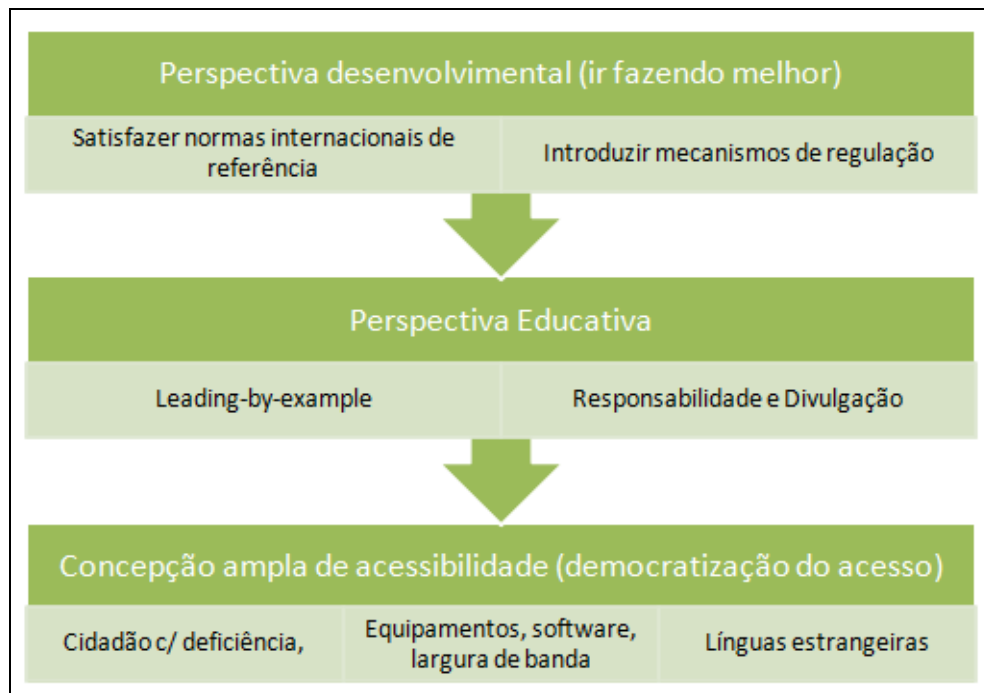 Perspectiva desenvolvimental (ir fazendo melhor)
Satisfazer normas internacionais de
referência
Introduzir mecanismos de regulação
Perspectiva Educativa
Leading-by-example
Responsabilidade e Divulgação
Concepção ampla de acessibilidade (democratização do acesso)
Cidadão c/ deficiência,
Equipamentos, software,
largura de banda
Línguas estrangeiras